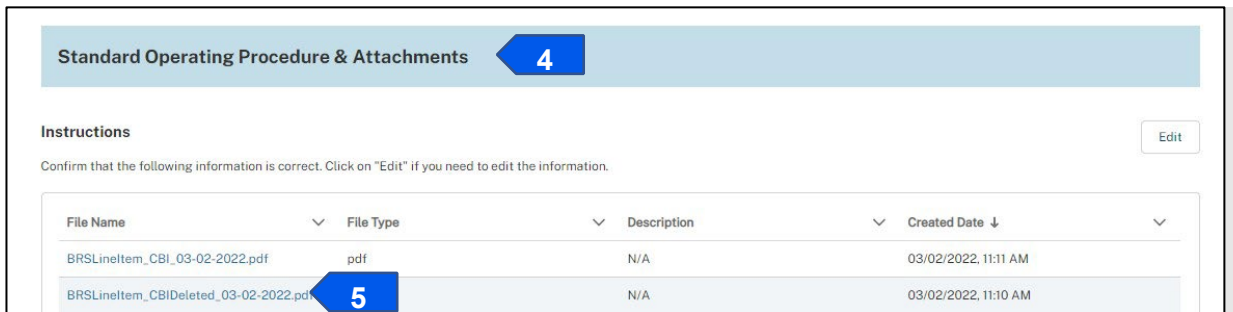 Standard Operating Procedure & Attachments 4
Instructions
Edit
Confirm that the following information is correct. Click on "Edit" if you need to edit the information.
File Name File Type Description Created Date ↓
BRSLineItem_CBI_03-02-2022.pdf pdf N/A 03/02/2022, 11:11 AM
BRSLineItem_CBIDeleted_03-02-2022.pdf 5 N/A 03/02/2022, 11:10 AM